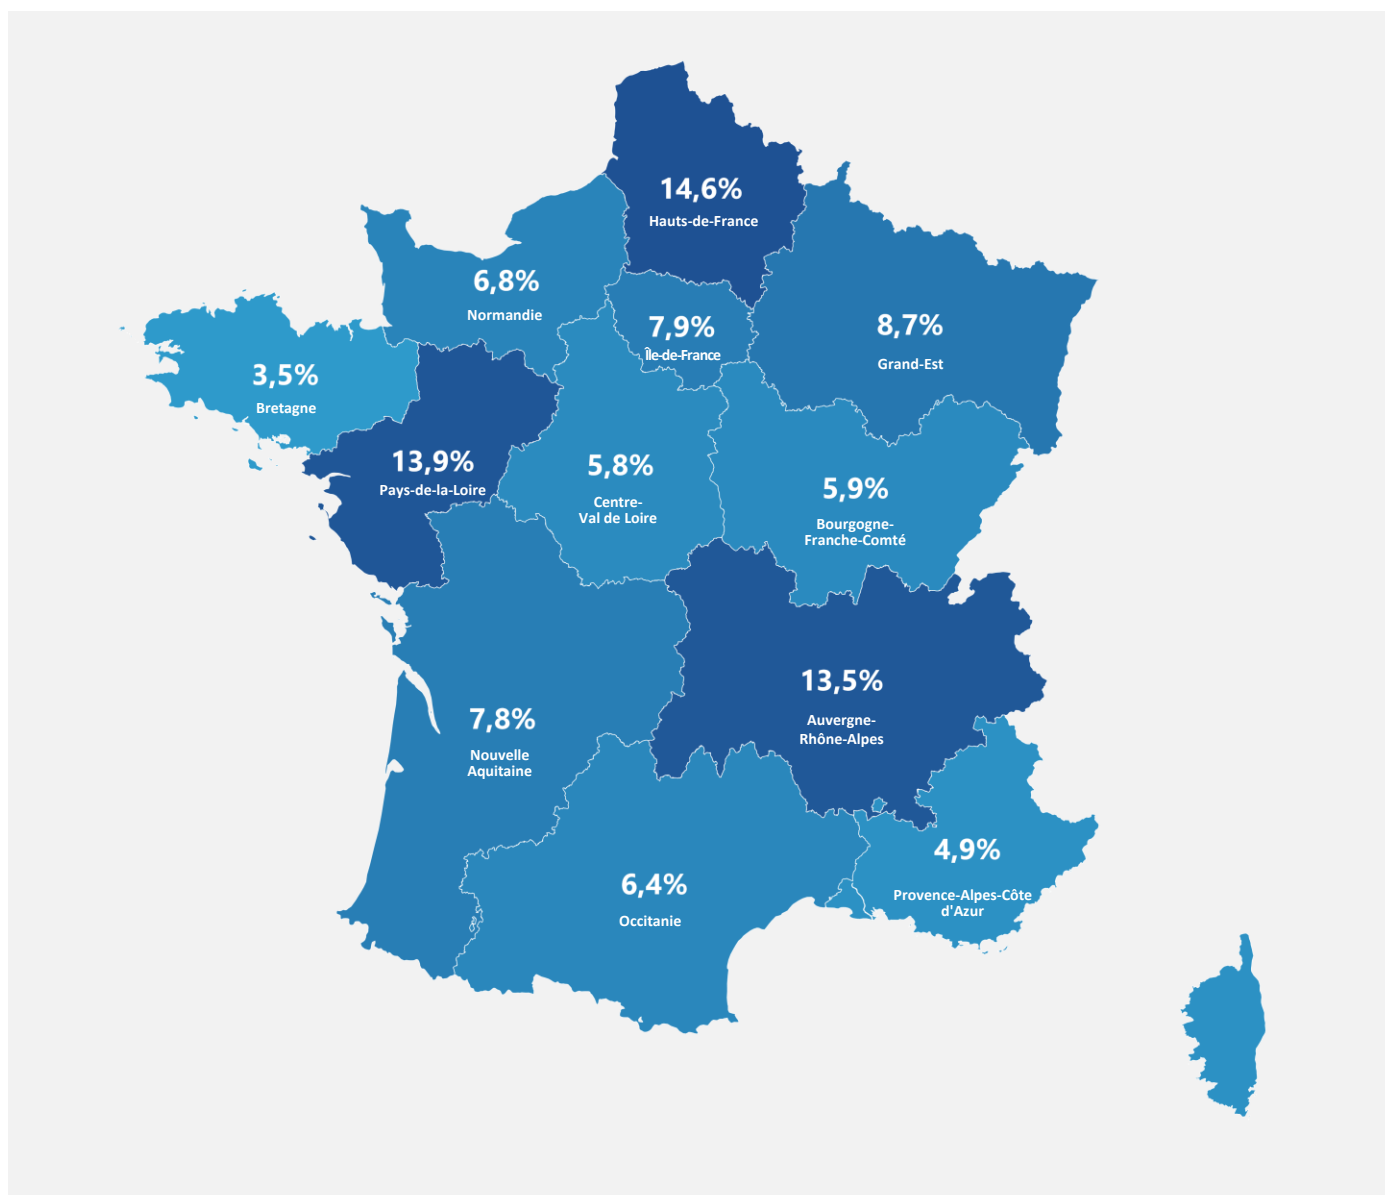 14,6%
Hauts-de-France
6,8%
Normandie
7,9%
Île-de-France
8,7%
Grand-Est
3,5%
Bretagne
13,9%
Pays-de-la-Loire
5,8%
Centre-
Val de Loire
5,9%
Bourgogne-
Franche-Comté
13,5%
Auvergne-
Rhône-Alpes
7,8%
Nouvelle
Aquitaine
4,9%
Provence-Alpes-Côte
d'Azur
6,4%
Occitanie